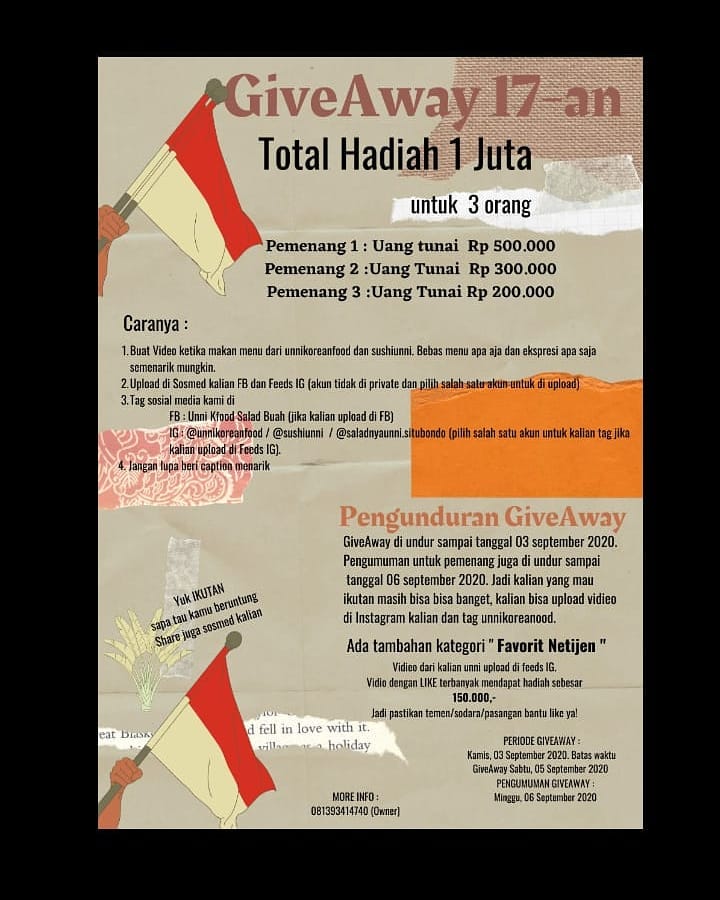 GiveAway 17-an
Total Hadiah 1 Juta
untuk 3 orang
Pemenang 1 : Uang tunai Rp 500.000
Pemenang 2 :Uang Tunai Rp 300.000
Pemenang 3 :Uang Tunai Rp 200.000
Caranya :
1.Buat Video ketika makan menu dari unnikoreanfood dan sushiunni. Bebas menu apa aja dan ekspresi apa saja
semenarik mungkin.
2.Upload di Sosmed kalian FB dan Feeds IG (akun tidak di private dan pilih salah satu akun untuk di upload)
3.Tag sosial media kami di
FB : Unni Kfood Salad Buah (jika kalian upload di FB)
IG : @unnikoreanfood / @sushiunni / @saladnyaunni.situbondo (pilih salah satu akun untuk kalian tag jika
kalian upload di Feeds IG).
4. Jangan lupa beri caption menarik
Pengunduran GiveAway
GiveAway di undur sampai tanggal 03 september 2020.
Pengumuman untuk pemenang juga di undur sampai
tanggal 06 september 2020. Jadi kalian yang mau
ikutan masih bisa bisa banget, kalian bisa upload vidieo
di Instagram kalian dan tag unnikoreanood.
Yuk IKUTAN
sapa tau kamu beruntung
Share juga sosmed kalian
Ada tambahan kategori " Favorit Netijen "
Vidieo dari kalian unni upload di feeds IG.
Vidio dengan LIKE terbanyak mendapat hadiah sebesar
150.000,-
Jadi pastikan temen/sodara/pasangan bantu like ya!
d fell in love with it.
holiday
PERIODE GIVEAWAY :
Kamis, 03 September 2020. Batas waktu
GiveAway Sabtu, 05 September 2020
PENGUMUMAN GIVEAWAY :
Minggu, 06 September 2020
MORE INFO :
081393414740 (Owner)